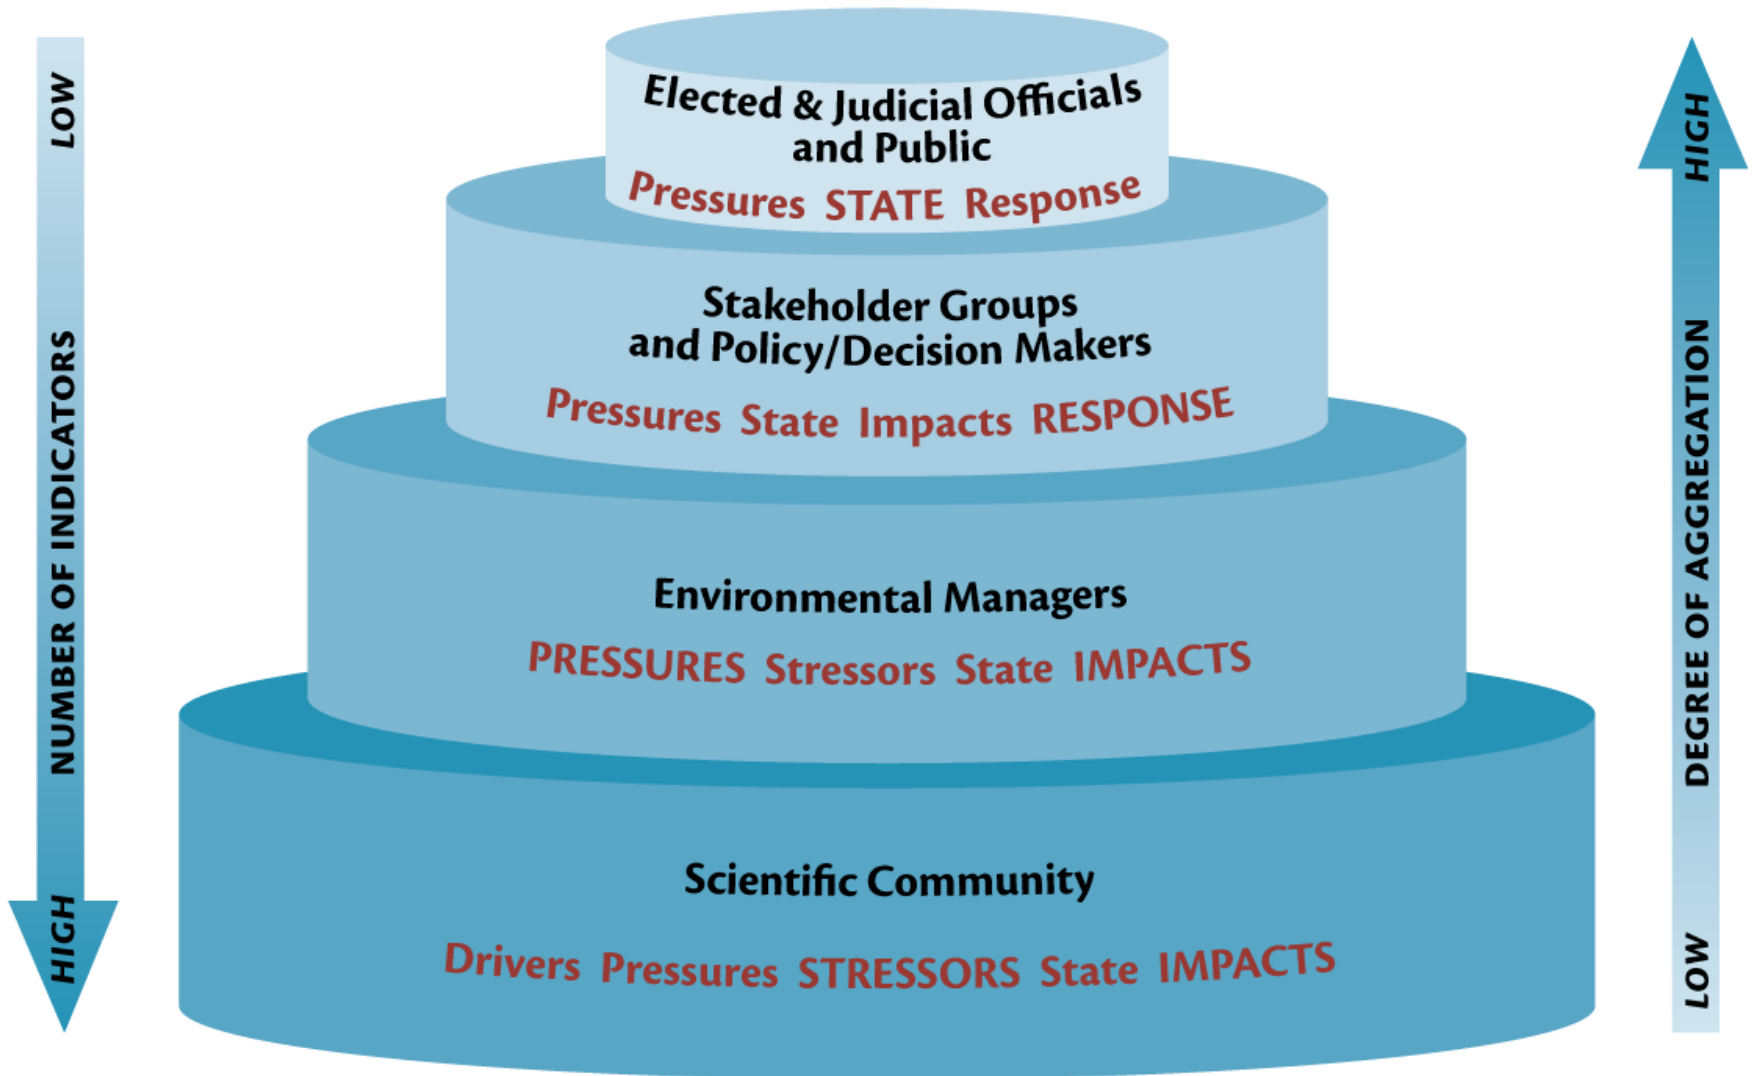 Elected & Judicial Officials
and Public
Pressures STATE Response
Stakeholder Groups
and Policy/Decision Makers
Pressures State Impacts RESPONSE
Environmental Managers
PRESSURES Stressors State IMPACTS
Scientific Community
Drivers Pressures STRESSORS State IMPACTS
LOW
NUMBER OF INDICATORS
HIGH
HIGH
DEGREE OF AGGREGATION
LOW